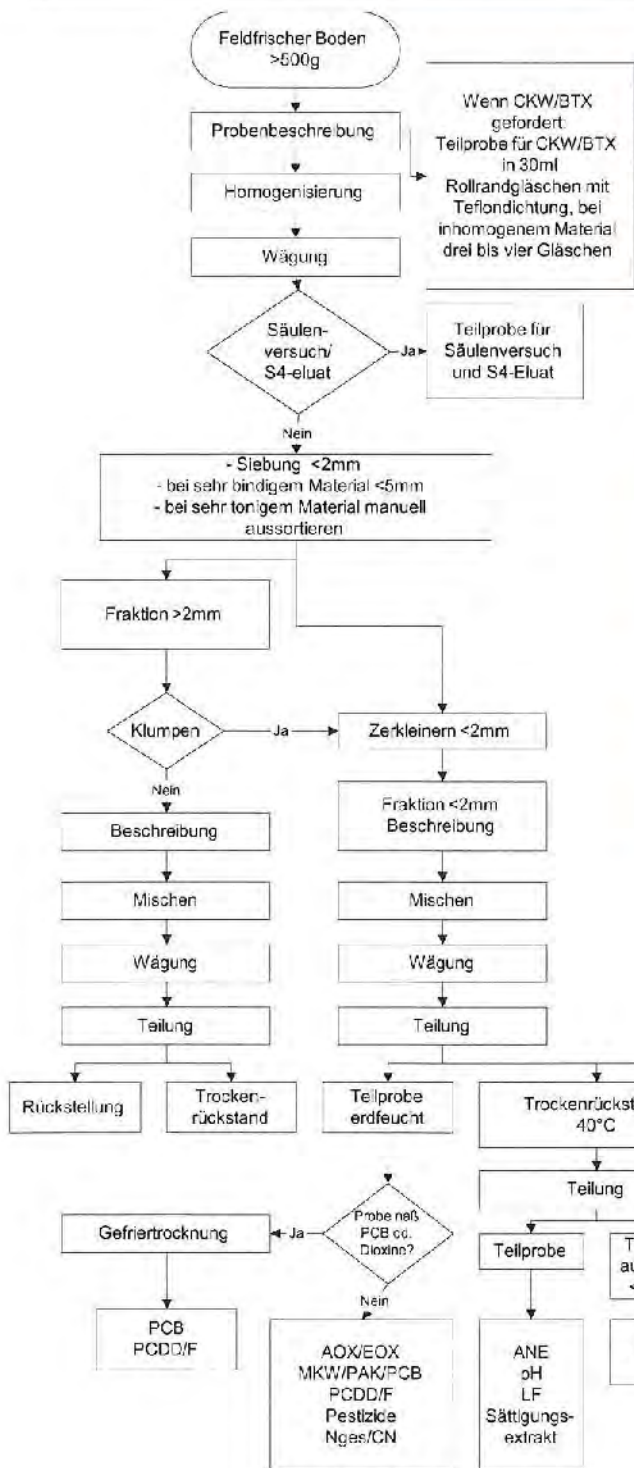 Feldfrischer Boden
>500g
Probenbeschreibung
Homogenisierung
Wägung
Wenn CKW/BTX
gefordert:
Teilprobe für CKW/BTX
in 30ml
Rollrandgläschen mit
Teflondichtung, bei
inhomogenem Material
drei bis vier Gläschen
Säulen-
versuch/
S4-eluat
Ja
Teilprobe für
Säulenversuch
und S4-Eluat
Nein
- Siebung <2mm
- bei sehr bindigem Material <5mm
- bei sehr tonigem Material manuell
aussortieren
Fraktion >2mm
Klumpen
Ja
Zerkleinern <2mm
Nein
Beschreibung
Fraktion <2mm
Beschreibung
Mischen
Mischen
Wägung
Wägung
Teilung
Teilung
Rückstellung
Trocken-
rückstand
Teilprobe
erdfeucht
Trockenrückst
40°C
Teilung
Probe naß
PCB od.
Dioxine?
Ja
Gefriertrocknung
Teilprobe
T
au
<
Nein
PCB
PCDD/F
AOX/EOX
MKW/PAK/PCB
PCDD/F
Pestizide
Nges/CN
ANE
pH
LF
Sättigungs-
extrakt